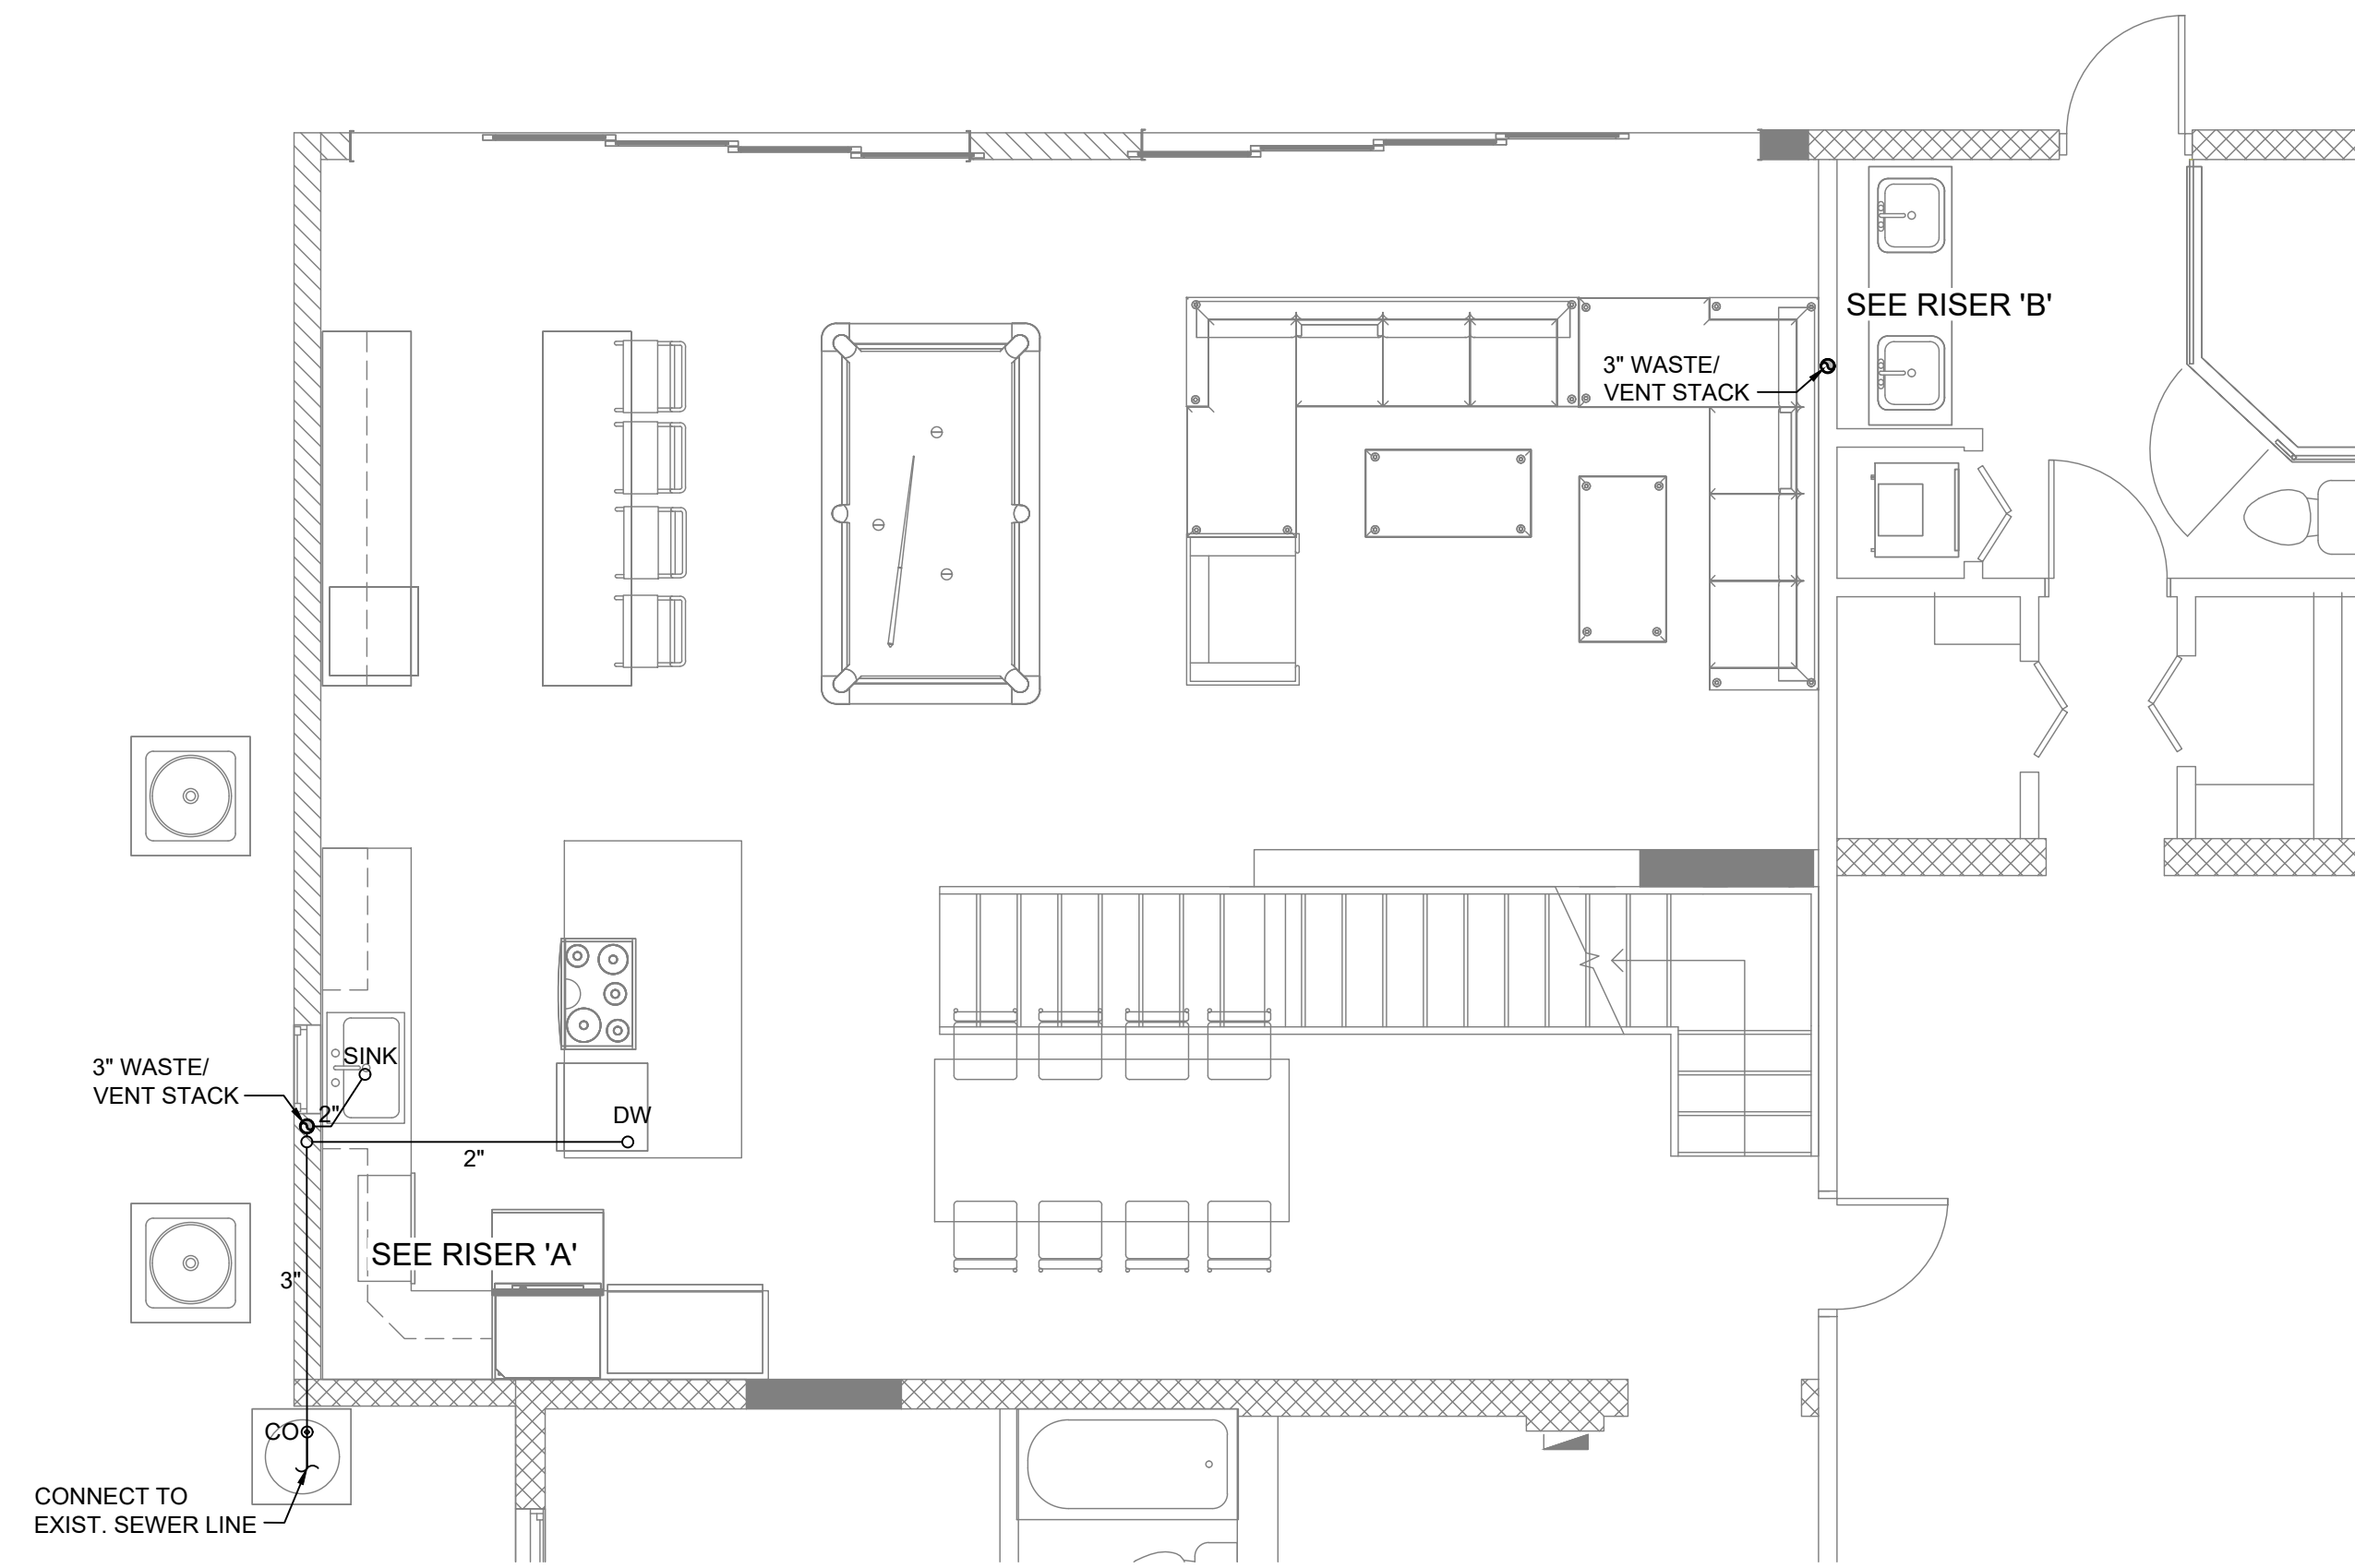 SEE RISER 'B'
3" WASTE/
VENT STACK
SINK
3" WASTE/
VENT STACK
2"
DW
2"
SEE RISER 'A'
3"
CO
CONNECT TO
EXIST. SEWER LINE